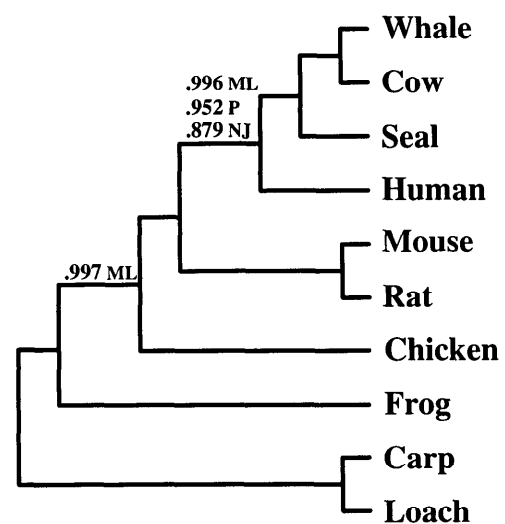 Whale
.996 ML
Cow
.952 P
.879 NJ
Seal
Human
Mouse
.997 ML
Rat
Chicken
Frog
Carp
Loach